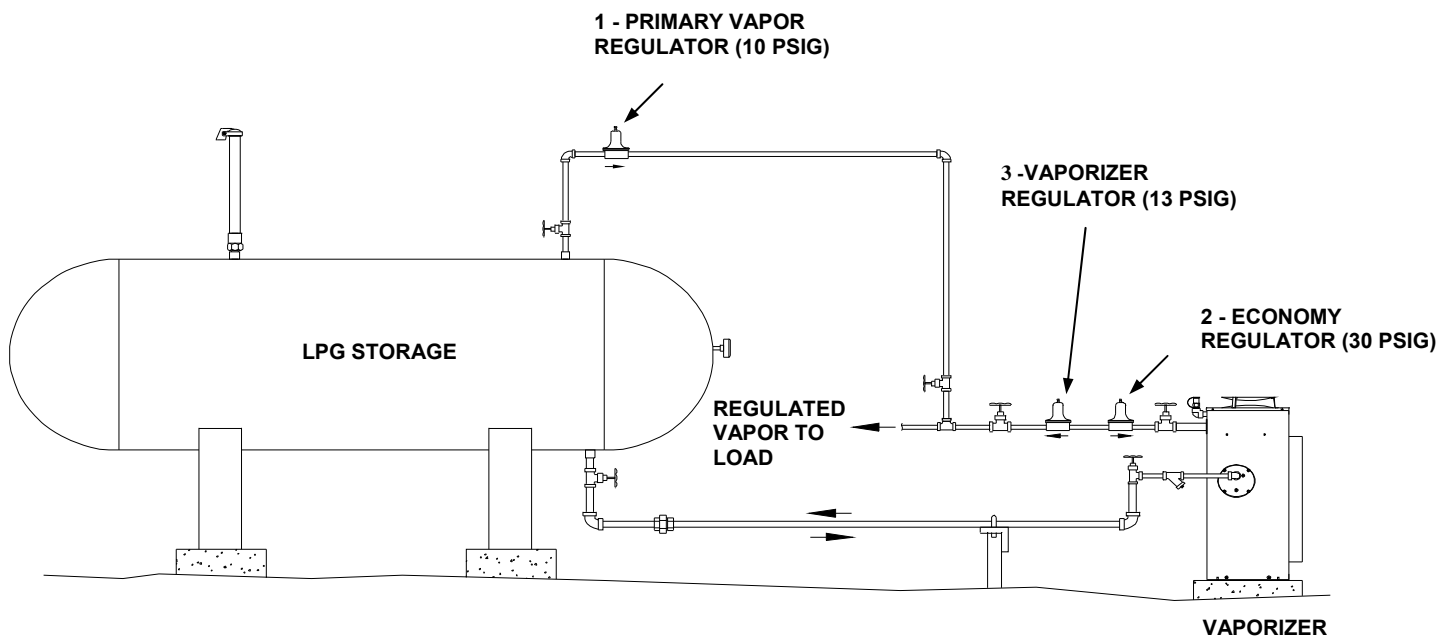 1 - PRIMARY VAPOR
REGULATOR (10 PSIG)
3 -VAPORIZER
REGULATOR (13 PSIG)
2 - ECONOMY
REGULATOR (30 PSIG)
LPG STORAGE
REGULATED
VAPOR TO
LOAD
VAPORIZER